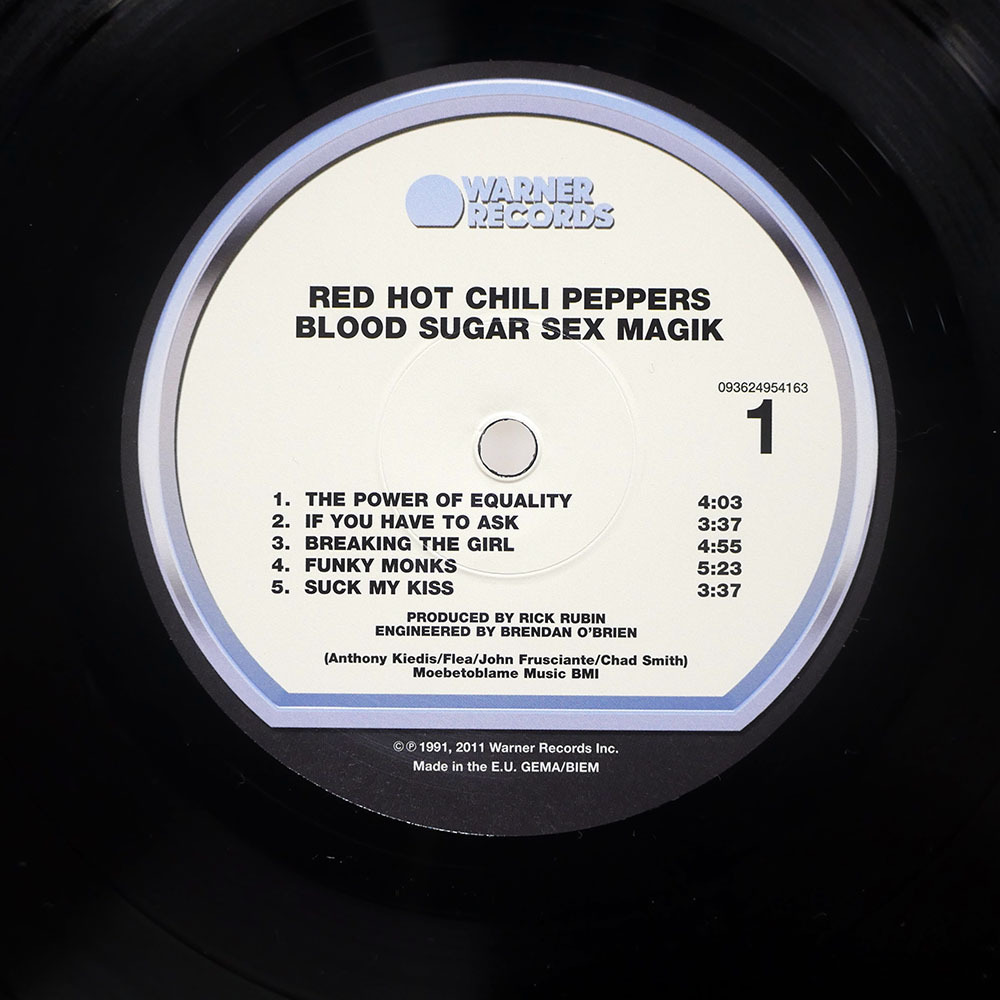 WARNER
RECORDS
RED HOT CHILI PEPPERS
BLOOD SUGAR SEX MAGIK
093624954163
1
1. THE POWER OF EQUALITY 4:03
2. IF YOU HAVE TO ASK 3:37
3. BREAKING THE GIRL 4:55
4. FUNKY MONKS 5:23
5. SUCK MY KISS 3:37
PRODUCED BY RICK RUBIN
ENGINEERED BY BRENDAN O'BRIEN
(Anthony Kiedis/Flea/John Frusciante/Chad Smith)
Moebetoblame Music BMI
©℗ 1991, 2011 Warner Records Inc.
Made in the E.U. GEMA/BIEM